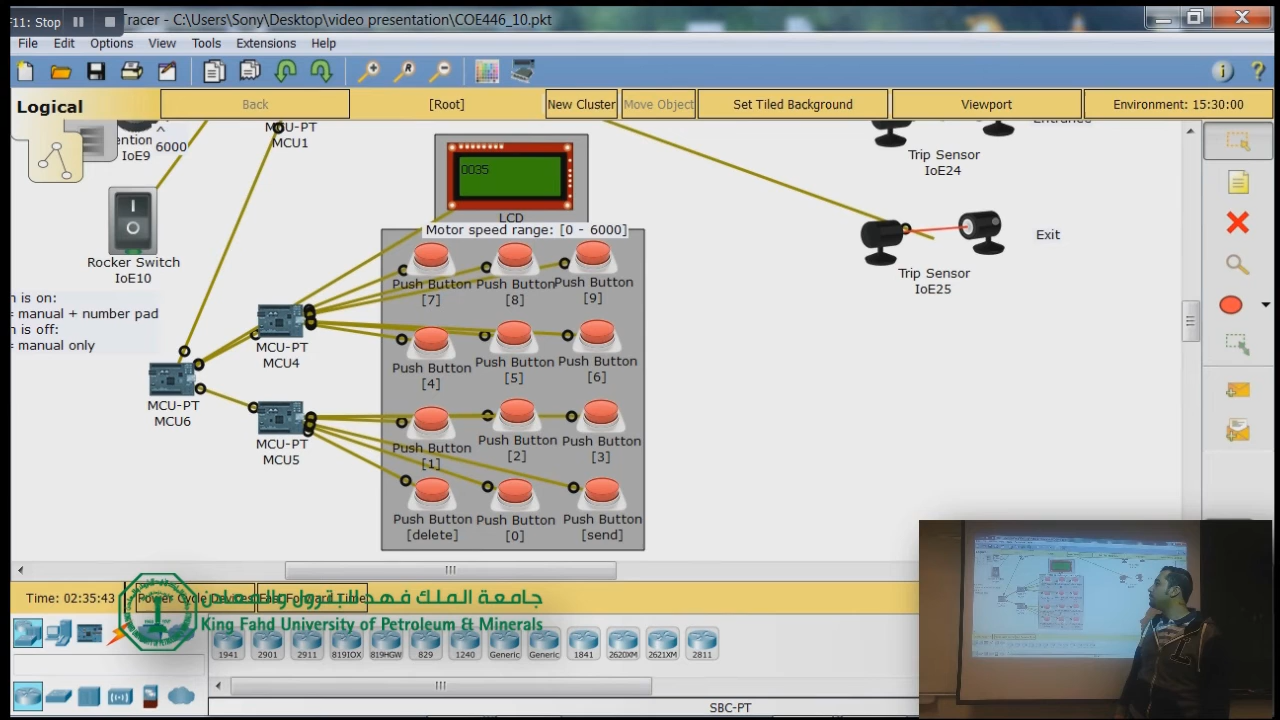 F11: Stop
Tracer - C:\Users\Sony\Desktop\video presentation\COE446_10.pkt
File Edit Options View Tools Extensions Help
Logical
Back
[Root]
New Cluster
Move Object
Set Tiled Background
Viewport
Environment: 15:30:00
IoE9
6000
MCU-PT
MCU1
Rocker Switch
IoE10
n is on:
= manual + number pad
n is off:
= manual only
0035
LCD
Motor speed range: [0 - 6000]
Push Button
[7]
Push Button
[8]
Push Button
[9]
MCU-PT
MCU4
Push Button
[4]
Push Button
[5]
Push Button
[6]
MCU-PT
MCU6
MCU-PT
MCU5
Push Button
[1]
Push Button
[2]
Push Button
[3]
Push Button
[delete]
Push Button
[0]
Push Button
[send]
Entrance
Trip Sensor
IoE24
Exit
Trip Sensor
IoE25
Time: 02:35:43
Power Cycle Devices
Fast Forward Time
جامعة الملك فهد للبترول والمعادن
King Fahd University of Petroleum & Minerals
1941
2901
2911
819IOX
819HGW
829
1240
Generic
Generic
1841
2620XM
2621XM
2811
SBC-PT